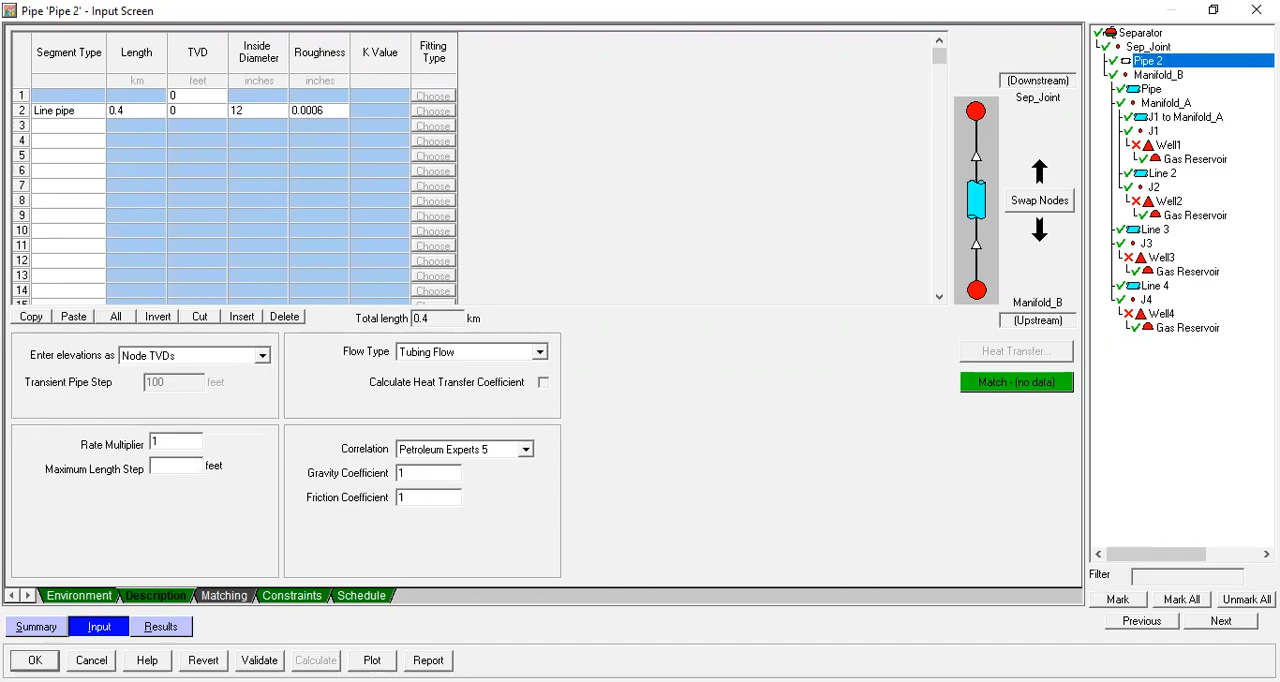 Pipe 'Pipe 2' - Input Screen
Segment Type Length TVD Inside Diameter Roughness K Value Fitting Type
km feet inches inches
1 0 Choose
2 Line pipe 0.4 0 12 0.0006 Choose
3 Choose
4 Choose
5 Choose
6 Choose
7 Choose
8 Choose
9 Choose
10 Choose
11 Choose
12 Choose
13 Choose
14 Choose
15
Copy Paste All Invert Cut Insert Delete Total length 0.4 km
Enter elevations as Node TVDs
Transient Pipe Step 100 feet
Flow Type Tubing Flow
Calculate Heat Transfer Coefficient
Rate Multiplier 1
Maximum Length Step feet
Correlation Petroleum Experts 5
Gravity Coefficient 1
Friction Coefficient 1
(Downstream)
Sep_Joint
Swap Nodes
Manifold_B
(Upstream)
Heat Transfer...
Match - (no data)
Environment Description Matching Constraints Schedule
Summary Input Results
OK Cancel Help Revert Validate Calculate Plot Report
Separator
Sep_Joint
Pipe 2
Manifold_B
Pipe
Manifold_A
J1 to Manifold_A
J1
Well1
Gas Reservoir
Line 2
J2
Well2
Gas Reservoir
Line 3
J3
Well3
Gas Reservoir
Line 4
J4
Well4
Gas Reservoir
Filter
Mark Mark All Unmark All
Previous Next